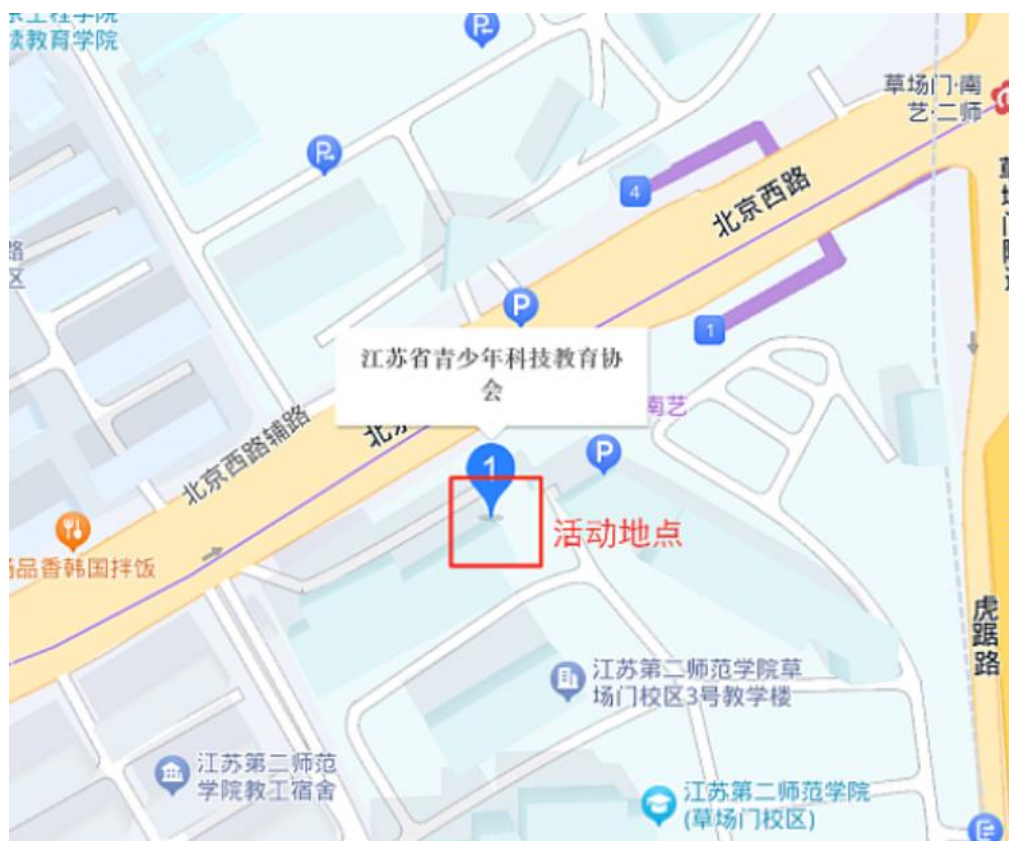 续教育学院
草场门·南
艺·二师
4
北京西路
1
江苏省青少年科技教育协
会
南艺
北京西路辅路
1
活动地点
品香韩国拌饭
虎踞路
江苏第二师范学院草
场门校区3号教学楼
江苏第二师范
学院教工宿舍
江苏第二师范学院
(草场门校区)